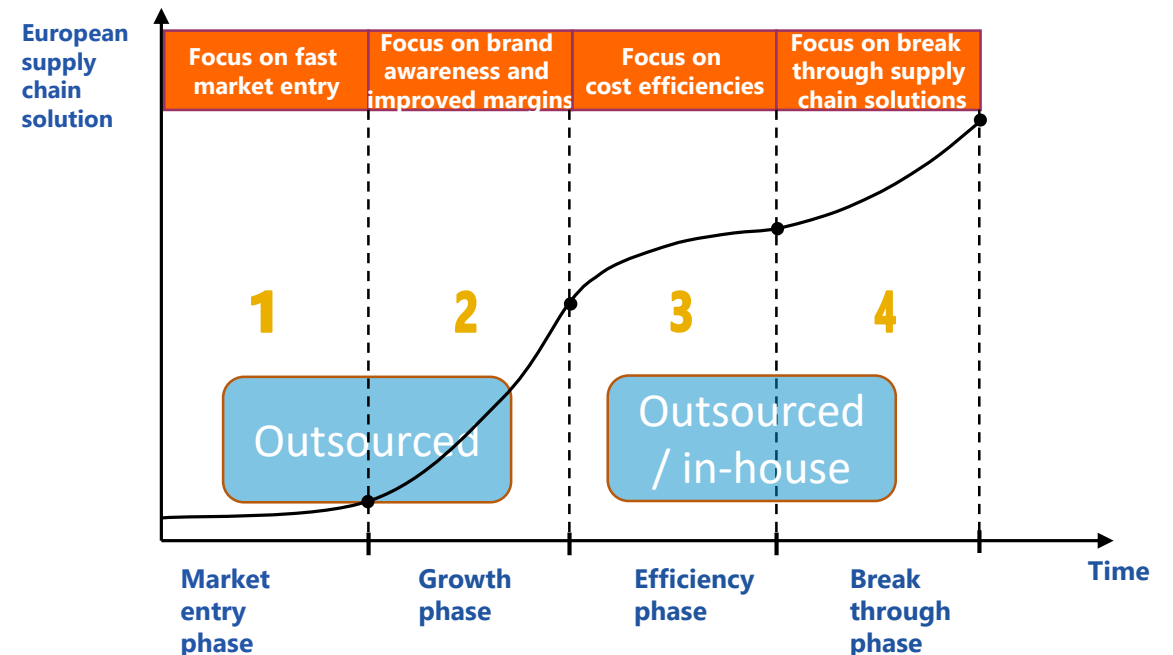 European
supply
chain
solution
Focus on fast
market entry
Focus on brand
awareness and
improved margins
Focus on
cost efficiencies
Focus on break
through supply
chain solutions
1
2
3
4
Outsourced
Outsourced
/ in-house
Market
entry
phase
Growth
phase
Efficiency
phase
Break
through
phase
Time